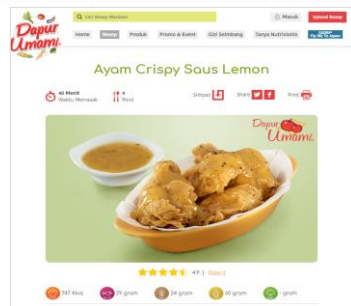 Dapur Umami
Cari Resep Masakan
Masuk
Upload Resep
Home Resep Produk Promo & Event Gizi Seimbang Tanya Nutrisionis
Ayam Crispy Saus Lemon
40 Menit
Waktu Memasak
4
Porsi
Simpan
Share
Print
Dapur Umami
4.9 |
747 Kkal
29 gram
24 gram
60 gram
- gram